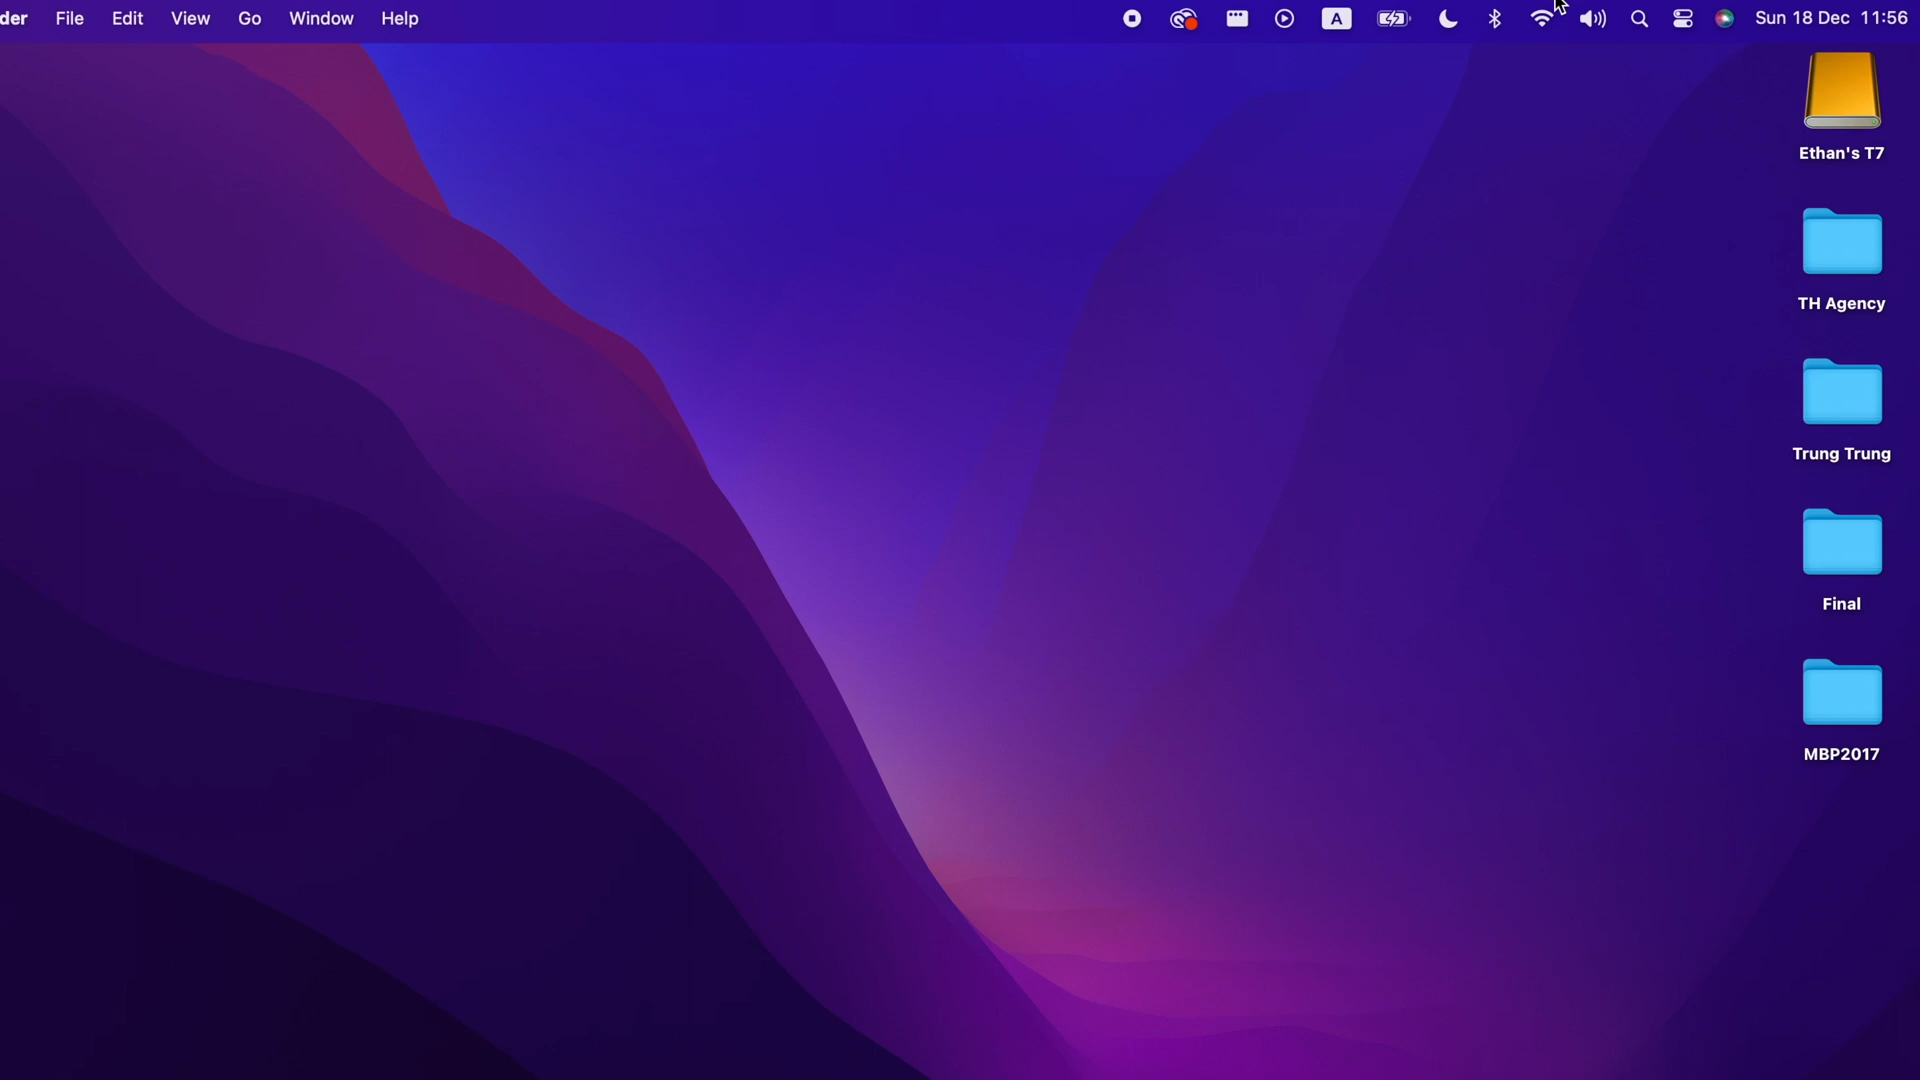 der File Edit View Go Window Help A Sun 18 Dec 11:56
Ethan's T7
TH Agency
Trung Trung
Final
MBP2017